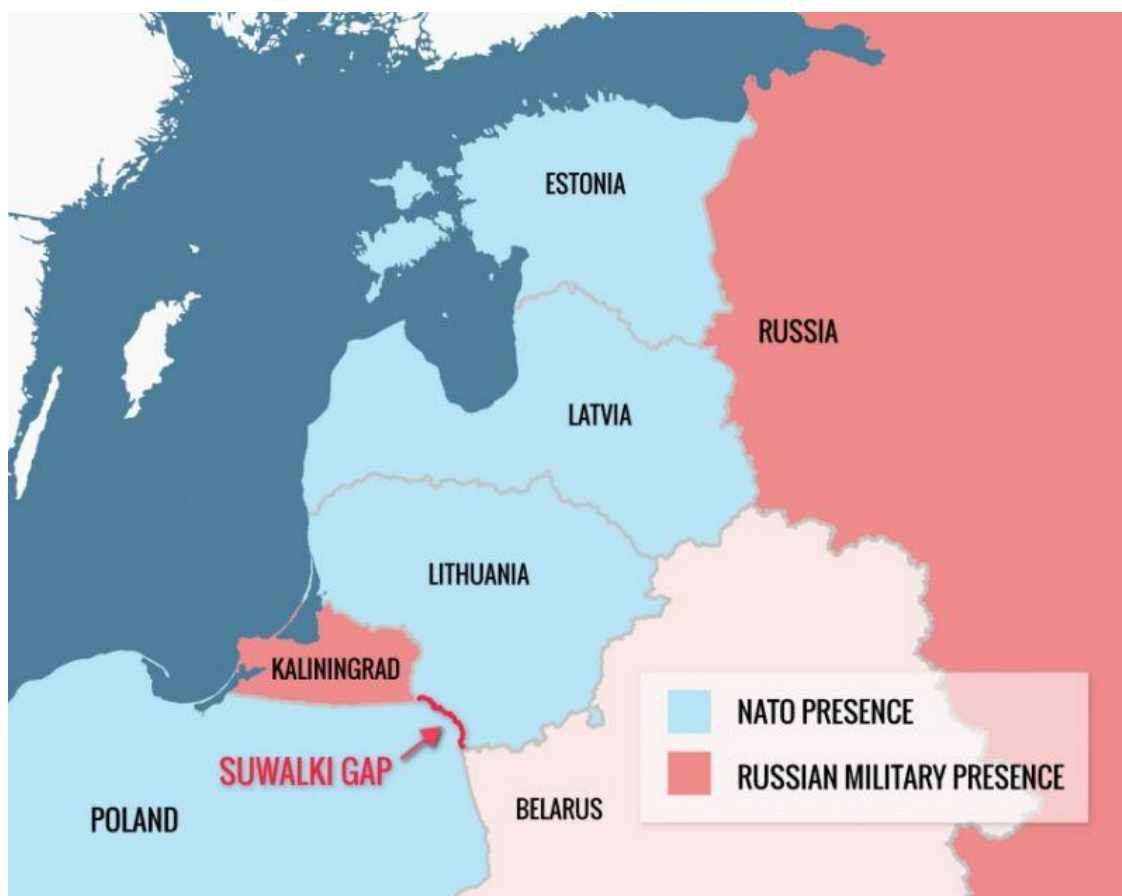 ESTONIA
RUSSIA
LATVIA
LITHUANIA
KALININGRAD
SUWALKI GAP
POLAND
BELARUS
NATO PRESENCE
RUSSIAN MILITARY PRESENCE